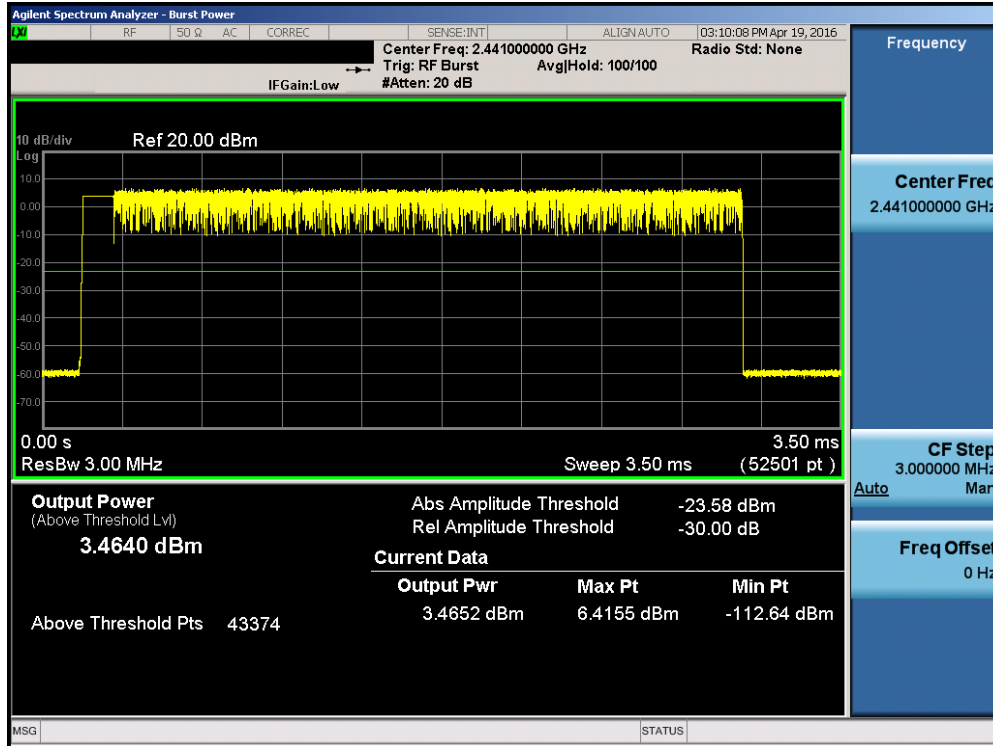 Agilent Spectrum Analyzer - Burst Power
LXI RF 50 Ω AC CORREC SENSE:INT ALIGN AUTO 03:10:08 PM Apr 19, 2016
Center Freq: 2.441000000 GHz Radio Std: None
Trig: RF Burst Avg|Hold: 100/100
IFGain:Low #Atten: 20 dB
10 dB/div Ref 20.00 dBm
Log
10.0
0.00
-10.0
-20.0
-30.0
-40.0
-50.0
-60.0
-70.0
0.00 s 3.50 ms
ResBw 3.00 MHz Sweep 3.50 ms (52501 pt)
Output Power
(Above Threshold Lvl)
3.4640 dBm
Above Threshold Pts 43374
Abs Amplitude Threshold -23.58 dBm
Rel Amplitude Threshold -30.00 dB
Current Data
Output Pwr Max Pt Min Pt
3.4652 dBm 6.4155 dBm -112.64 dBm
Frequency
Center Freq
2.441000000 GHz
CF Step
3.000000 MHz
Auto Man
Freq Offset
0 Hz
MSG STATUS